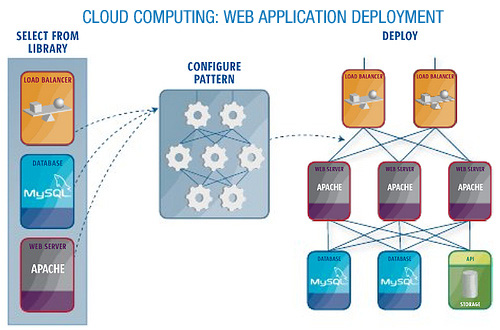 CLOUD COMPUTING: WEB APPLICATION DEPLOYMENT
SELECT FROM
LIBRARY
LOAD BALANCER
DATABASE
MySQL
WEB SERVER
APACHE
CONFIGURE
PATTERN
DEPLOY
LOAD BALANCER
LOAD BALANCER
WEB SERVER
APACHE
WEB SERVER
APACHE
WEB SERVER
APACHE
DATABASE
MySQL
DATABASE
MySQL
API
STORAGE